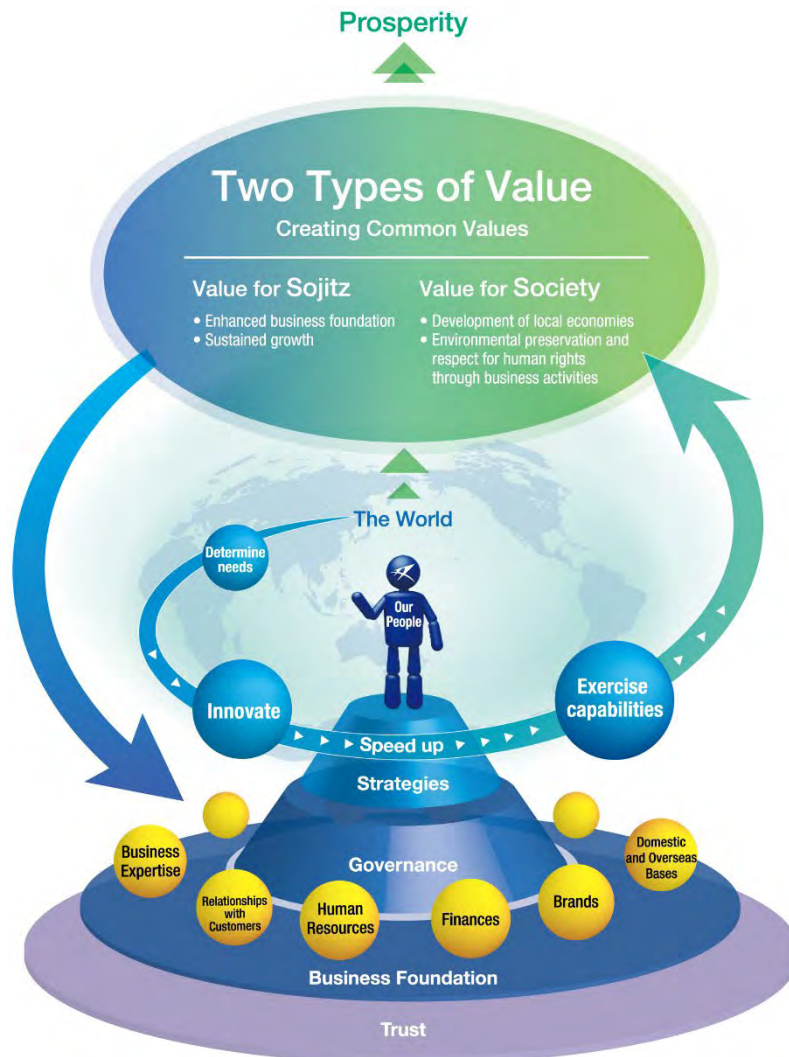 Prosperity
Two Types of Value
Creating Common Values
Value for Sojitz
• Enhanced business foundation
• Sustained growth
Value for Society
• Development of local economies
• Environmental preservation and
respect for human rights
through business activities
The World
Determine
needs
Our
People
Innovate
Exercise
capabilities
Speed up
Strategies
Governance
Business
Expertise
Relationships
with
Customers
Human
Resources
Finances
Brands
Domestic
and Overseas
Bases
Business Foundation
Trust